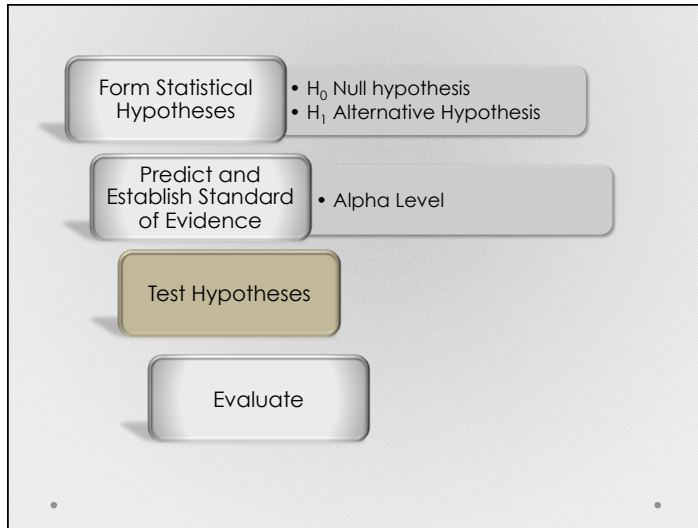 Form Statistical
Hypotheses
• H₀ Null hypothesis
• H₁ Alternative Hypothesis
Predict and
Establish Standard
of Evidence
• Alpha Level
Test Hypotheses
Evaluate